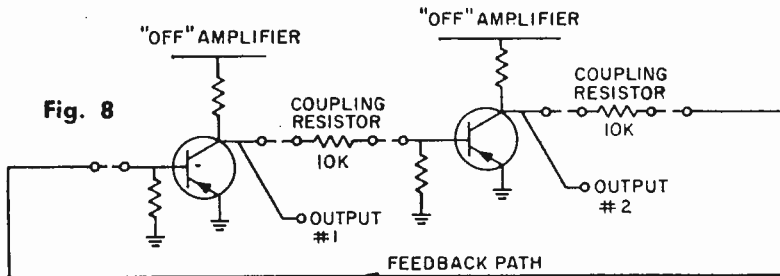 "OFF" AMPLIFIER
"OFF" AMPLIFIER
Fig. 8
COUPLING
RESISTOR
10K
COUPLING
RESISTOR
10K
OUTPUT
#1
OUTPUT
#2
FEEDBACK PATH